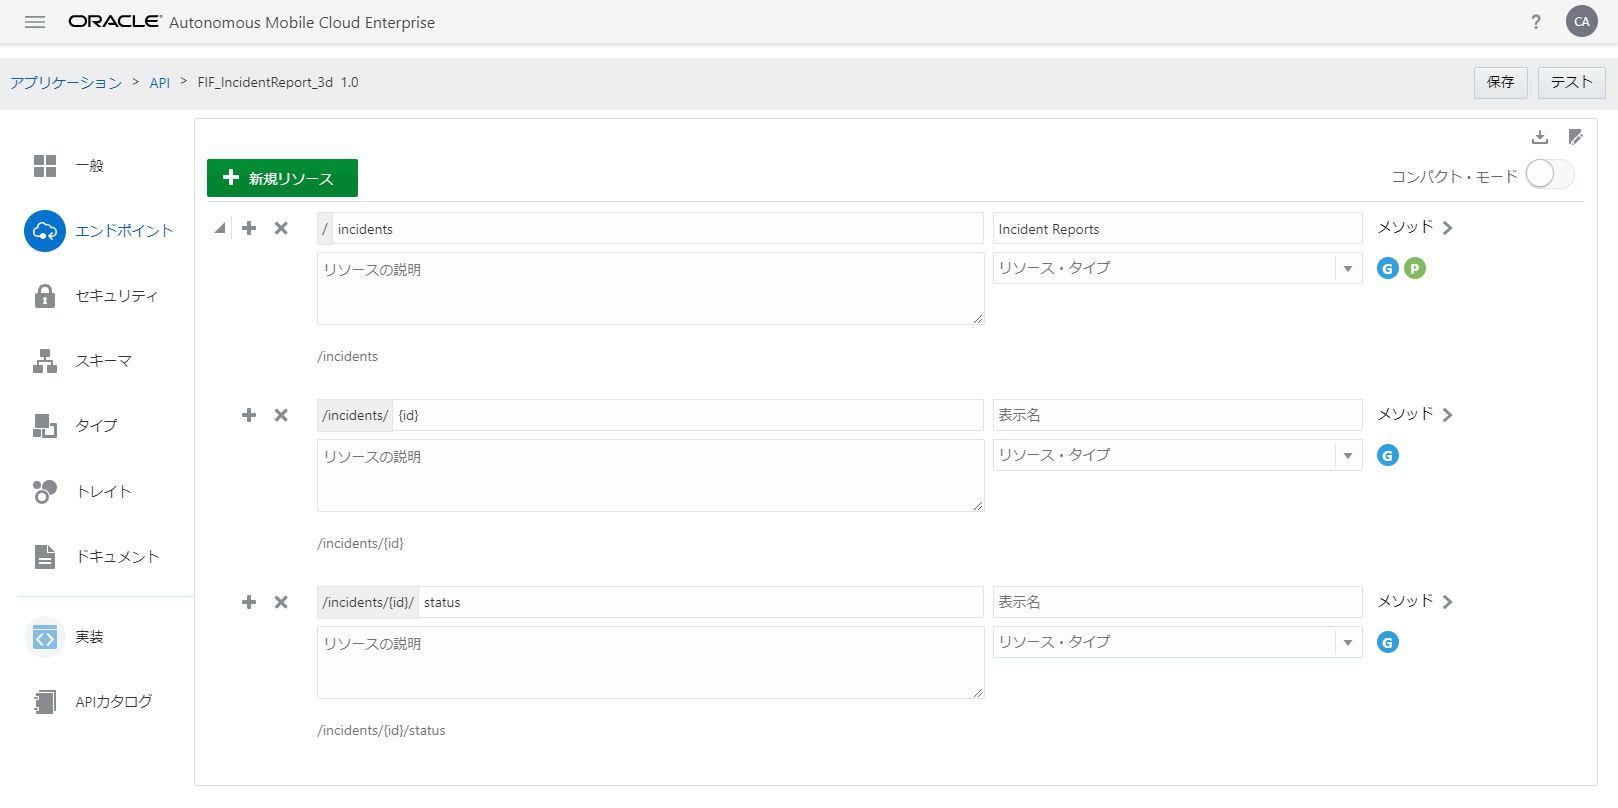 ORACLE® Autonomous Mobile Cloud Enterprise
? CA
アプリケーション > API > FIF_IncidentReport_3d 1.0
保存 テスト
一般
エンドポイント
セキュリティ
スキーマ
タイプ
トレイト
ドキュメント
実装
APIカタログ
新規リソース
コンパクト・モード
/ incidents Incident Reports メソッド
リソースの説明 リソース・タイプ G P
/incidents
/incidents/ {id} 表示名 メソッド
リソースの説明 リソース・タイプ G
/incidents/{id}
/incidents/{id}/ status 表示名 メソッド
リソースの説明 リソース・タイプ G
/incidents/{id}/status